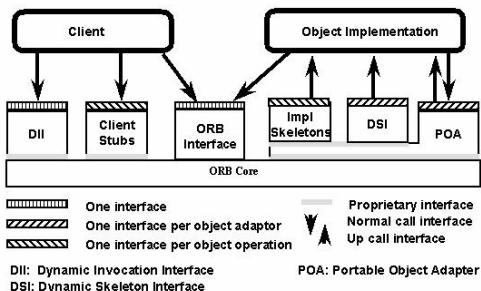 Client
Object Implementation
DII
Client
Stubs
ORB
Interface
Impl
Skeletons
DSI
POA
ORB Core
One interface
One interface per object adaptor
One interface per object operation
Proprietary interface
Normal call interface
Up call interface
DII: Dynamic Invocation Interface
POA: Portable Object Adapter
DSI: Dynamic Skeleton Interface